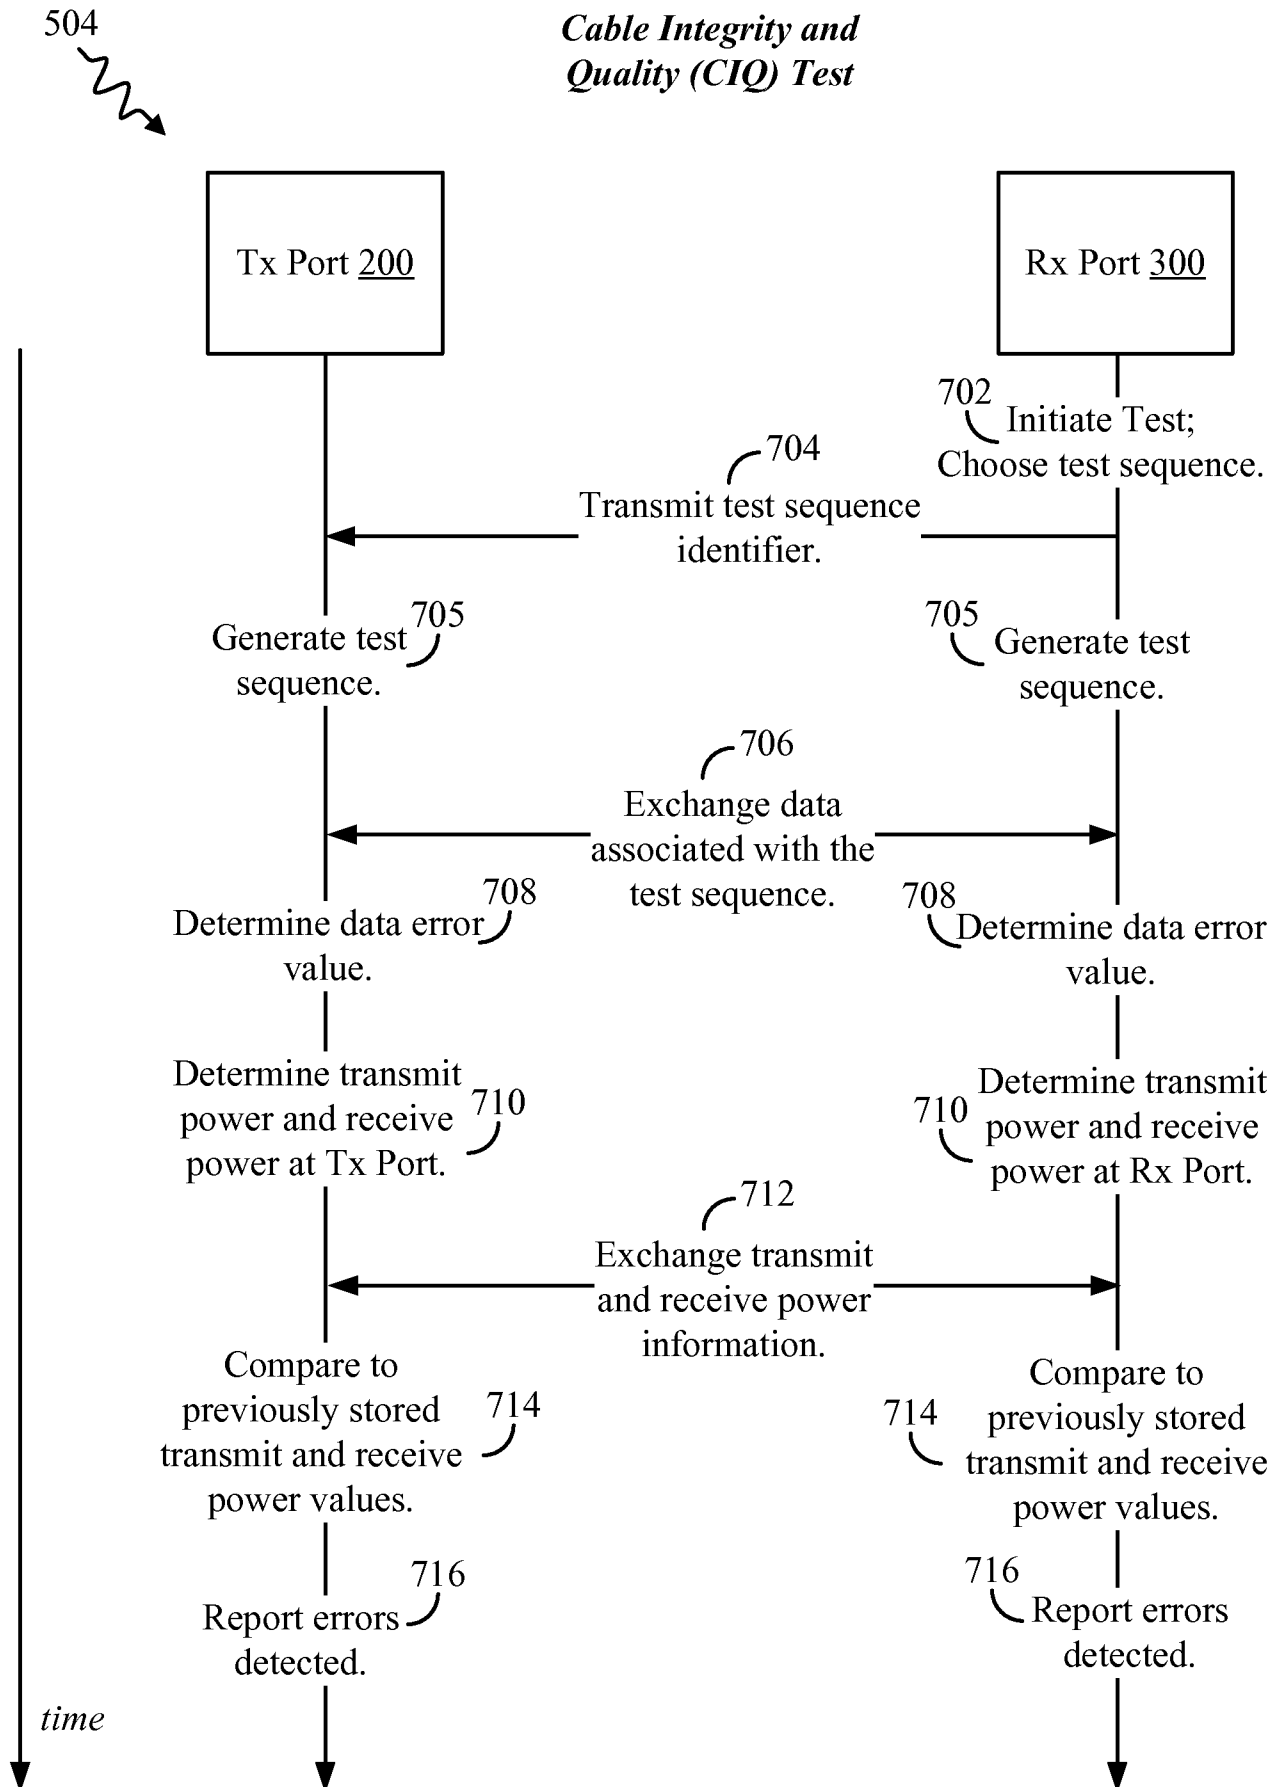 504
Cable Integrity and
Quality (CIQ) Test
Tx Port 200
Rx Port 300
702
Initiate Test;
Choose test sequence.
704
Transmit test sequence
identifier.
705
Generate test
sequence.
705
Generate test
sequence.
706
Exchange data
associated with the
test sequence.
708
Determine data error
value.
708
Determine data error
value.
Determine transmit
power and receive
power at Tx Port.
710
Determine transmit
power and receive
power at Rx Port.
710
712
Exchange transmit
and receive power
information.
Compare to
previously stored
transmit and receive
power values.
714
Compare to
previously stored
transmit and receive
power values.
714
716
Report errors
detected.
716
Report errors
detected.
time